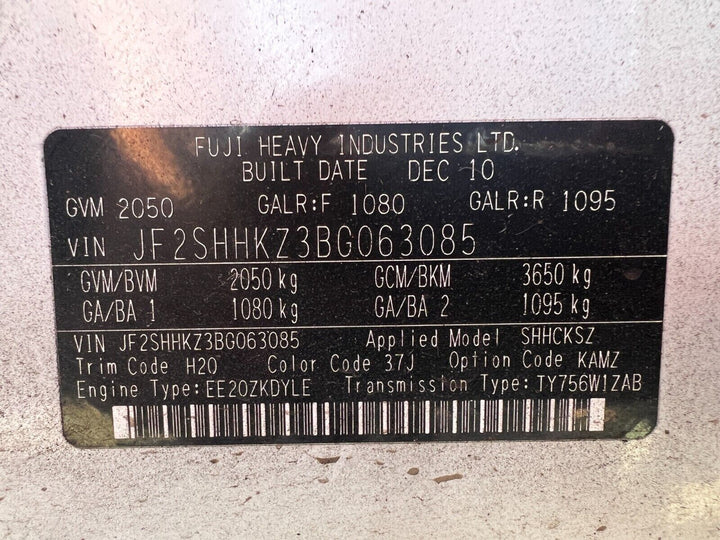 FUJI HEAVY INDUSTRIES LTD.
BUILT DATE DEC 10
GVM 2050 GALR:F 1080 GALR:R 1095
VIN JF2SHHKZ3BG063085
GVM/BVM 2050 kg GCM/BKM 3650 kg
GA/BA 1 1080 kg GA/BA 2 1095 kg
VIN JF2SHHKZ3BG063085 Applied Model SHHCKSZ
Trim Code H20 Color Code 37J Option Code KAMZ
Engine Type:EE20ZKDYLE Transmission Type:TY756W1ZAB